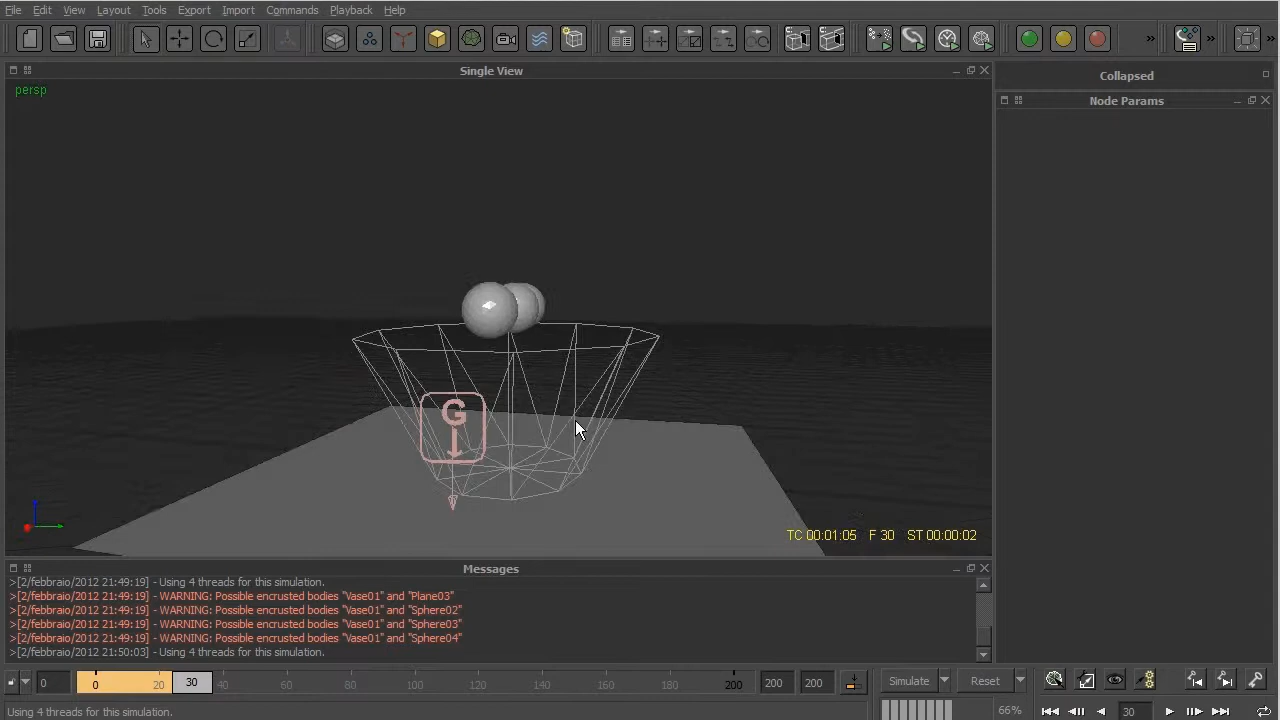 File Edit View Layout Tools Export Import Commands Playback Help
Single View
persp
G
TC 00:01:05 F 30 ST 00:00:02
Collapsed
Node Params
Messages
>[2/febbraio/2012 21:49:19] - Using 4 threads for this simulation.
>[2/febbraio/2012 21:49:19] - WARNING: Possible encrusted bodies "Vase01" and "Plane03"
>[2/febbraio/2012 21:49:19] - WARNING: Possible encrusted bodies "Vase01" and "Sphere02"
>[2/febbraio/2012 21:49:19] - WARNING: Possible encrusted bodies "Vase01" and "Sphere03"
>[2/febbraio/2012 21:49:19] - WARNING: Possible encrusted bodies "Vase01" and "Sphere04"
>[2/febbraio/2012 21:50:03] - Using 4 threads for this simulation.
0 0 20 30 40 60 80 100 120 140 160 180 200 200 200
Simulate Reset
Using 4 threads for this simulation.
66% 30